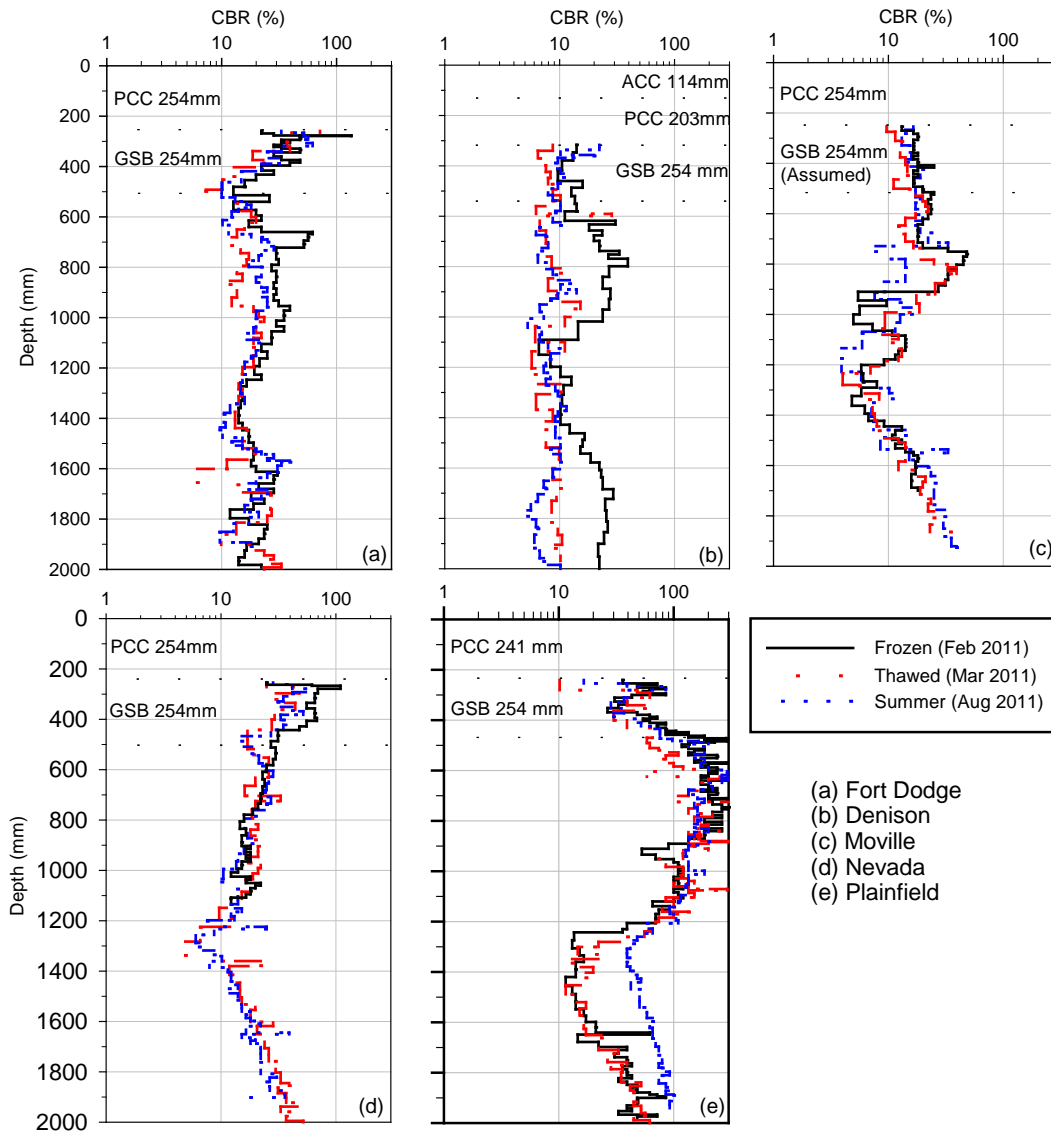 CBR (%)
1 10 100
CBR (%)
1 10 100
CBR (%)
1 10 100
Depth (mm)
0
200
400
600
800
1000
1200
1400
1600
1800
2000
PCC 254mm
GSB 254mm
(a)
ACC 114mm
PCC 203mm
GSB 254 mm
(b)
PCC 254mm
GSB 254mm
(Assumed)
(c)
1 10 100
1 10 100
Depth (mm)
0
200
400
600
800
1000
1200
1400
1600
1800
2000
PCC 254mm
GSB 254mm
(d)
PCC 241 mm
GSB 254 mm
(e)
Frozen (Feb 2011)
Thawed (Mar 2011)
Summer (Aug 2011)
(a) Fort Dodge
(b) Denison
(c) Moville
(d) Nevada
(e) Plainfield